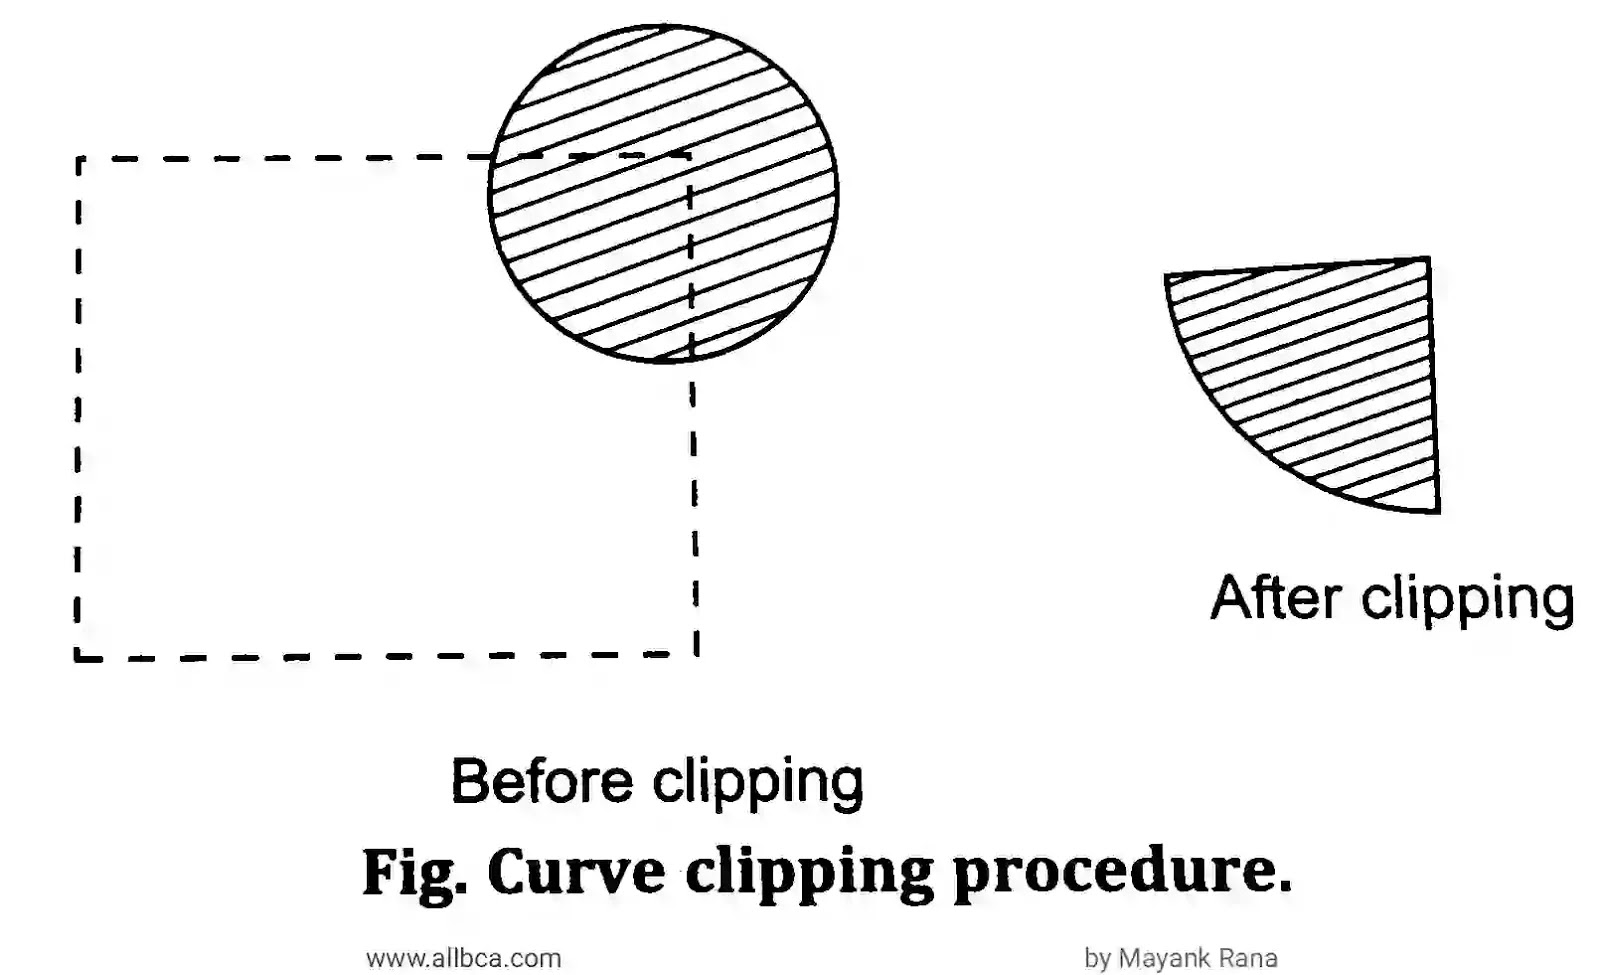 After clipping
Before clipping
Fig. Curve clipping procedure.
www.allbca.com
by Mayank Rana